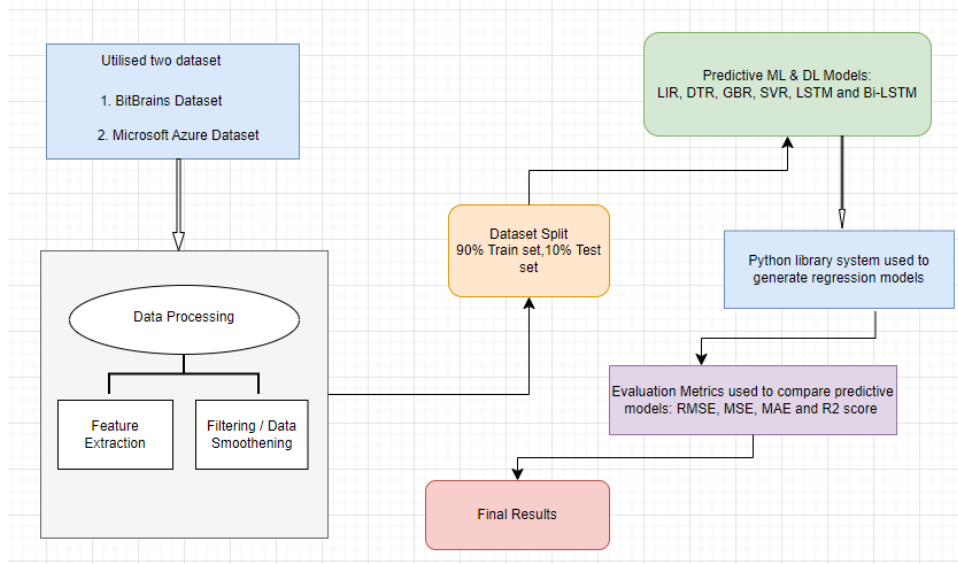 Utilised two dataset
1. BitBrains Dataset
2. Microsoft Azure Dataset
Data Processing
Feature
Extraction
Filtering / Data
Smoothening
Dataset Split
90% Train set,10% Test
set
Predictive ML & DL Models:
LIR, DTR, GBR, SVR, LSTM and Bi-LSTM
Python library system used to
generate regression models
Evaluation Metrics used to compare predictive
models: RMSE, MSE, MAE and R2 score
Final Results